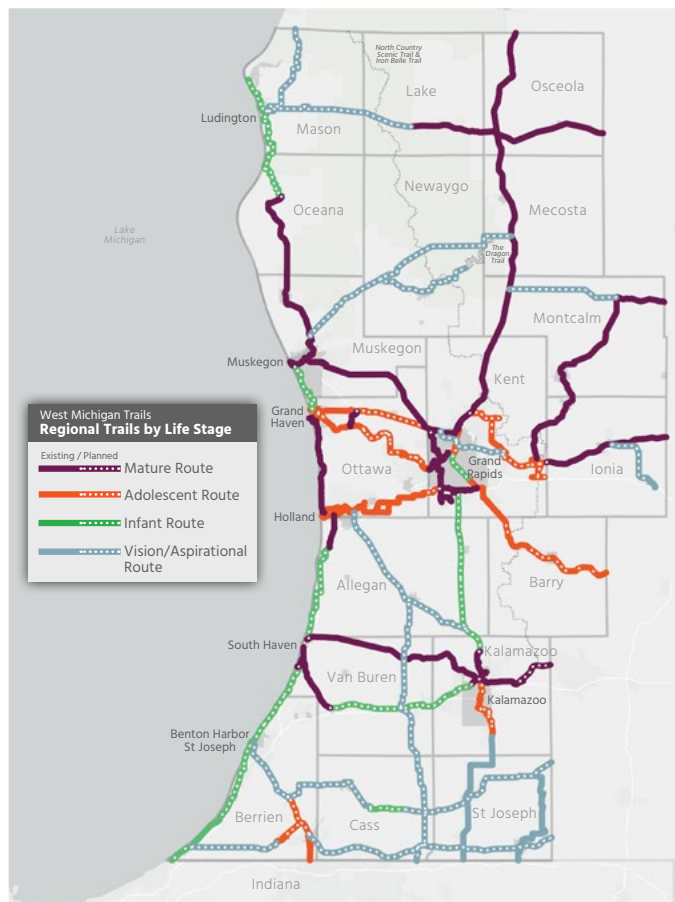 North Country
Scenic Trail &
Iron Belle Trail
Lake
Osceola
Ludington
Mason
Newaygo
Oceana
Mecosta
Lake
Michigan
The
Dragon
Trail
Montcalm
Muskegon
Muskegon
Kent
Grand
Haven
West Michigan Trails
Regional Trails by Life Stage
Existing / Planned
Mature Route
Adolescent Route
Infant Route
Vision/Aspirational
Route
Ottawa
Grand
Rapids
Ionia
Holland
Allegan
Barry
South Haven
Kalamazoo
Van Buren
Kalamazoo
Benton Harbor
St Joseph
Berrien
Cass
St Joseph
Indiana